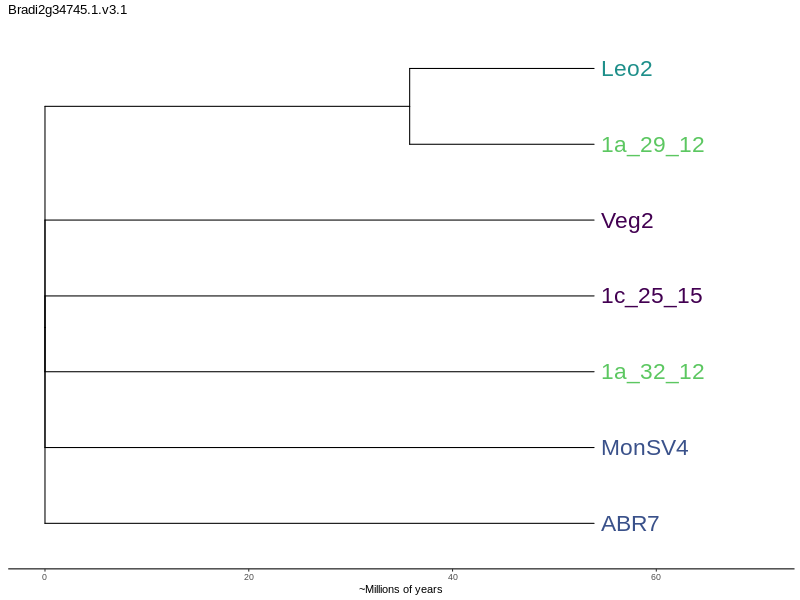 Bradi2g34745.1.v3.1
Leo2
1a_29_12
Veg2
1c_25_15
1a_32_12
MonSV4
ABR7
0 20 40 60
~Millions of years